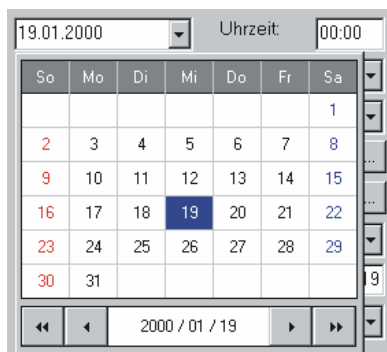 19.01.2000 Uhrzeit: 00:00
So Mo Di Mi Do Fr Sa
1
2 3 4 5 6 7 8
9 10 11 12 13 14 15
...
16 17 18 19 20 21 22
...
23 24 25 26 27 28 29
30 31 19
2000 / 01 / 19